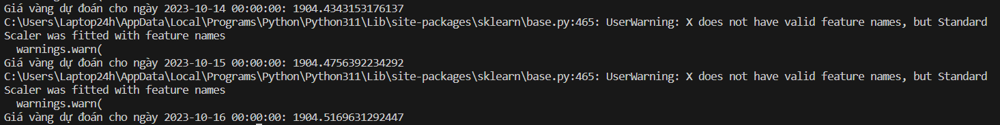 Giá vàng dự đoán cho ngày 2023-10-14 00:00:00: 1904.4343153176137
C:\Users\Laptop24h\AppData\Local\Programs\Python\Python311\Lib\site-packages\sklearn\base.py:465: UserWarning: X does not have valid feature names, but Standard
Scaler was fitted with feature names
  warnings.warn(
Giá vàng dự đoán cho ngày 2023-10-15 00:00:00: 1904.4756392234292
C:\Users\Laptop24h\AppData\Local\Programs\Python\Python311\Lib\site-packages\sklearn\base.py:465: UserWarning: X does not have valid feature names, but Standard
Scaler was fitted with feature names
  warnings.warn(
Giá vàng dự đoán cho ngày 2023-10-16 00:00:00: 1904.5169631292447